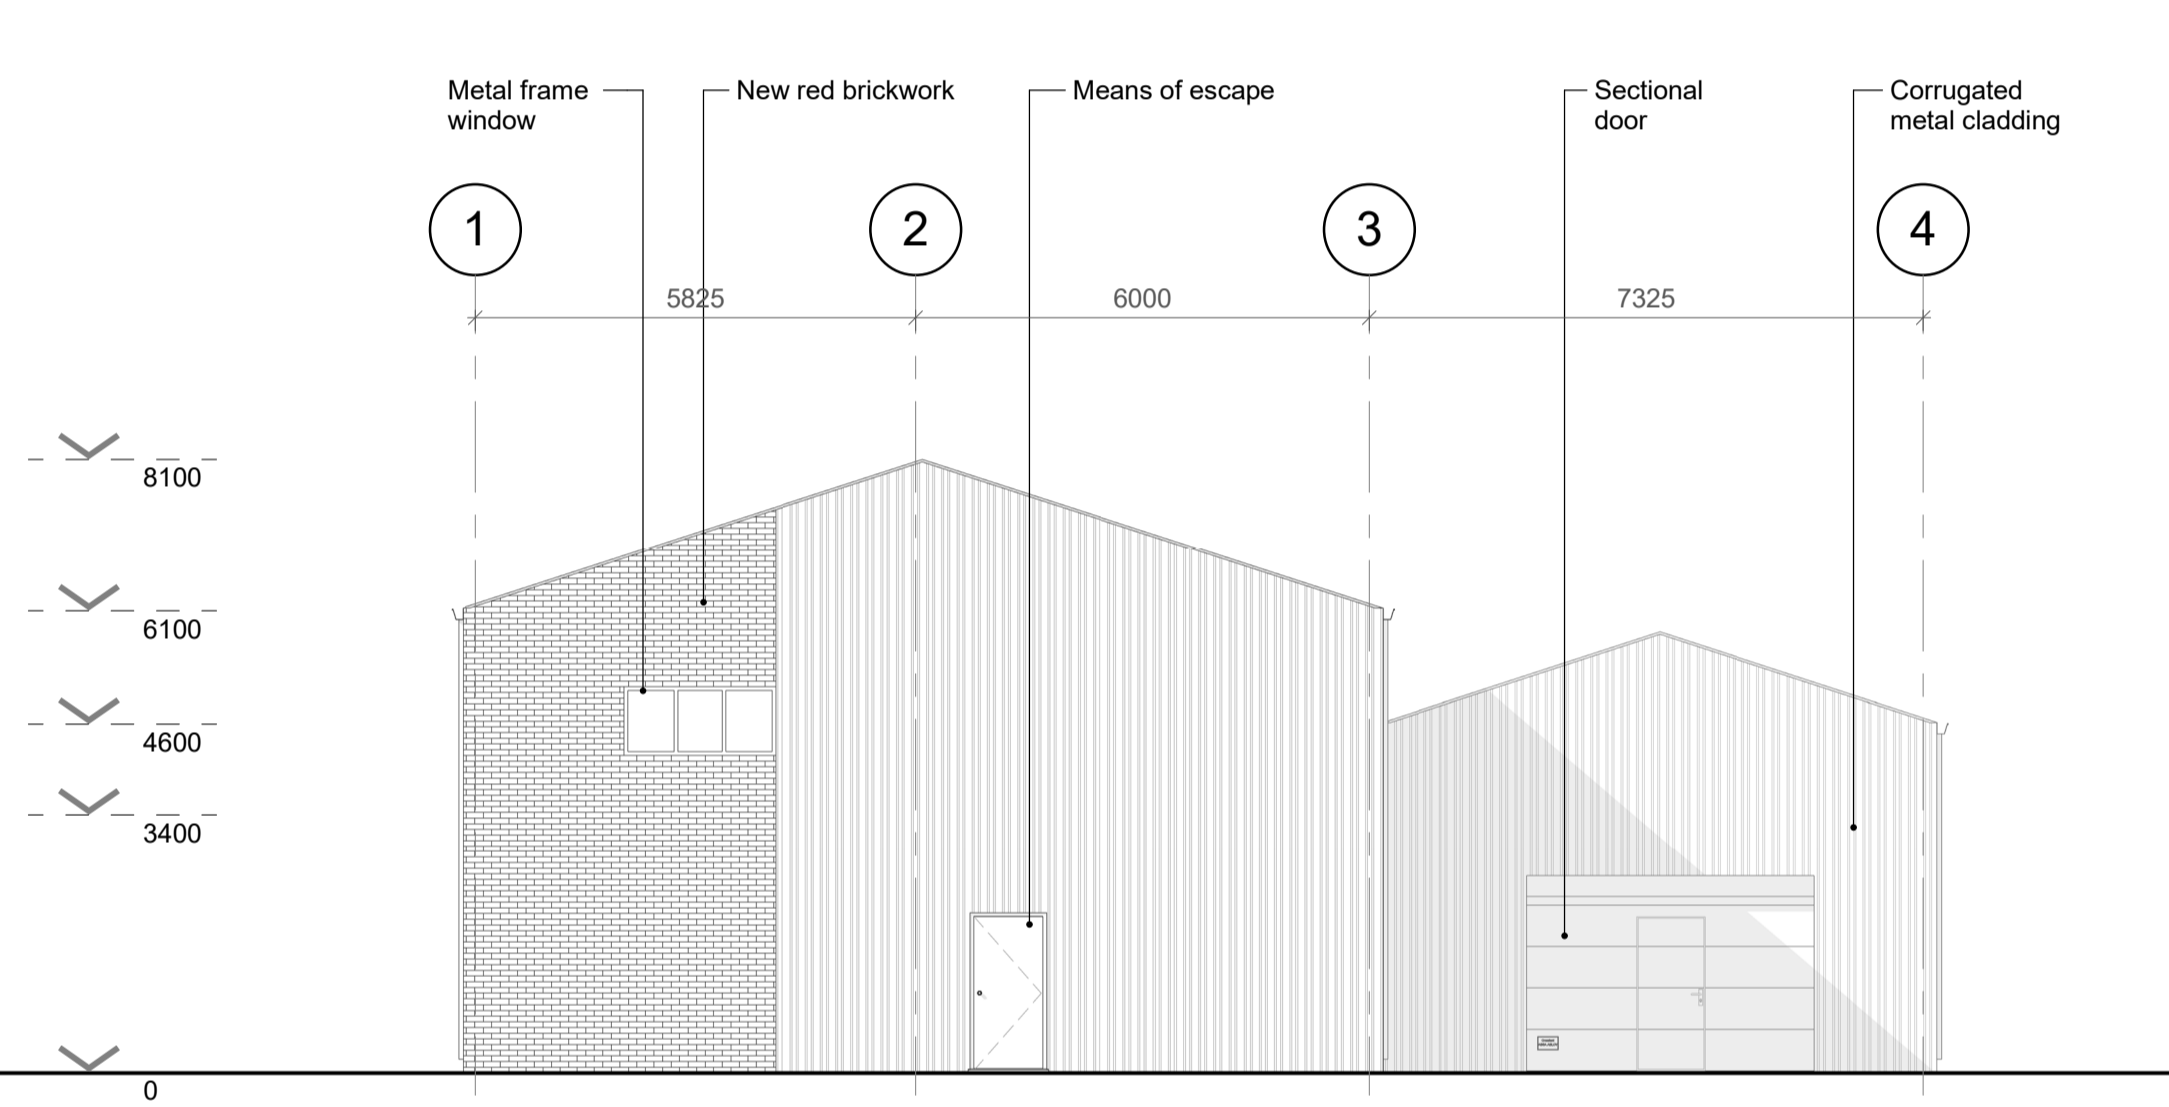 Metal frame
window
New red brickwork
Means of escape
Sectional
door
Corrugated
metal cladding
1
2
3
4
5825
6000
7325
8100
6100
4600
3400
0